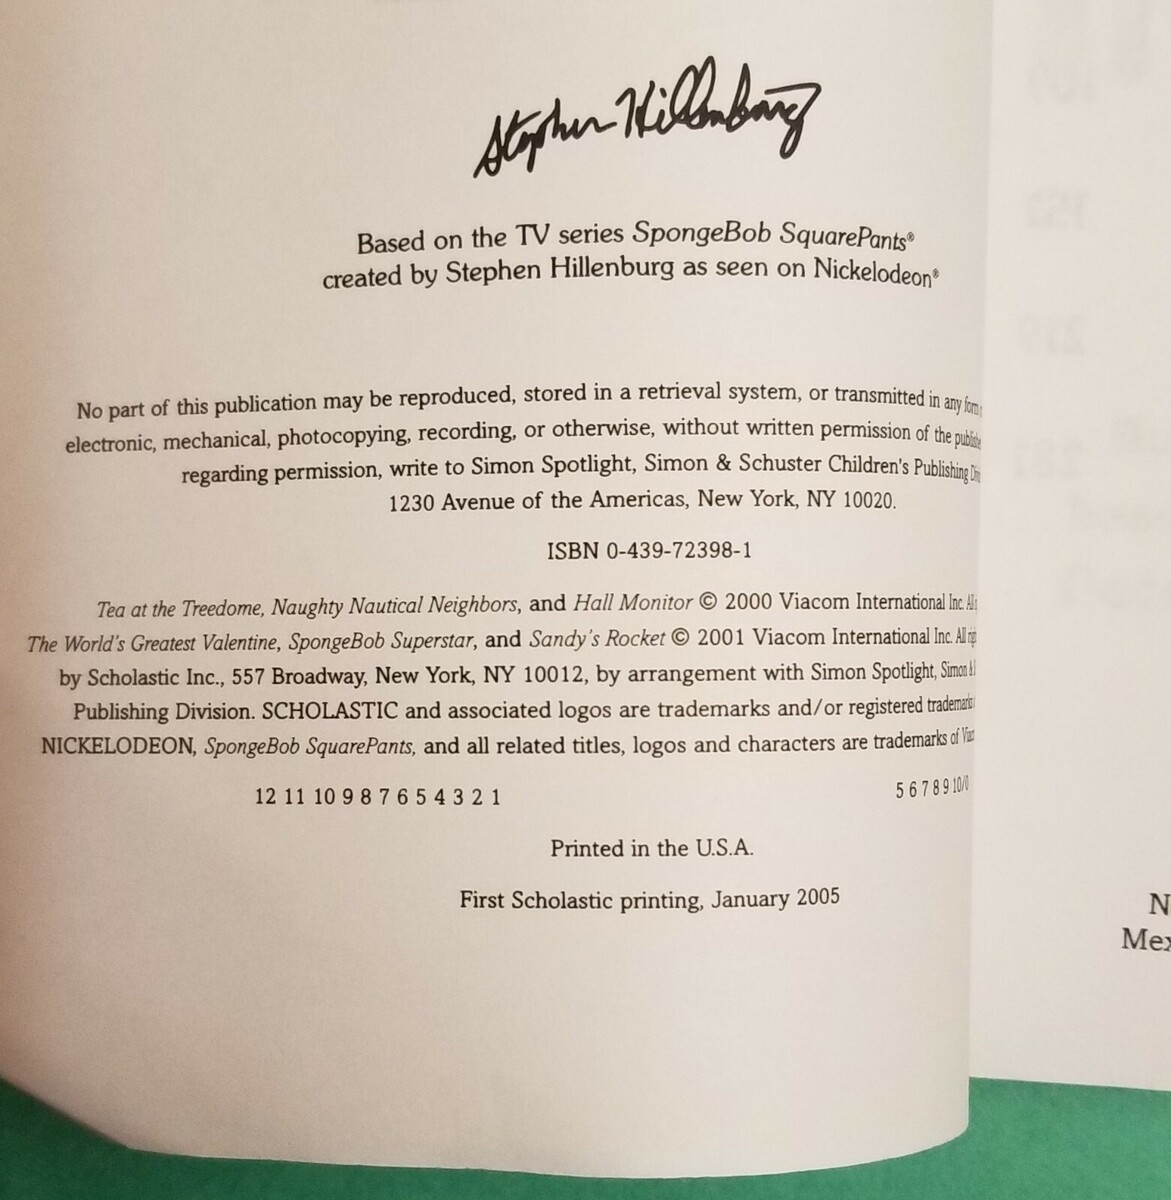 Stephen Hillenburg
Based on the TV series SpongeBob SquarePants®
created by Stephen Hillenburg as seen on Nickelodeon®
No part of this publication may be reproduced, stored in a retrieval system, or transmitted in any form
electronic, mechanical, photocopying, recording, or otherwise, without written permission of the
regarding permission, write to Simon Spotlight, Simon & Schuster Children's Publishing
1230 Avenue of the Americas, New York, NY 10020.
ISBN 0-439-72398-1
Tea at the Treedome, Naughty Nautical Neighbors, and Hall Monitor © 2000 Viacom International Inc.
The World's Greatest Valentine, SpongeBob Superstar, and Sandy's Rocket © 2001 Viacom International Inc. All
by Scholastic Inc., 557 Broadway, New York, NY 10012, by arrangement with Simon Spotlight, Simon &
Publishing Division. SCHOLASTIC and associated logos are trademarks and/or registered trademarks
NICKELODEON, SpongeBob SquarePants, and all related titles, logos and characters are trademarks of
12 11 10 9 8 7 6 5 4 3 2 1 5 6 7 8 9 10/0
Printed in the U.S.A.
First Scholastic printing, January 2005